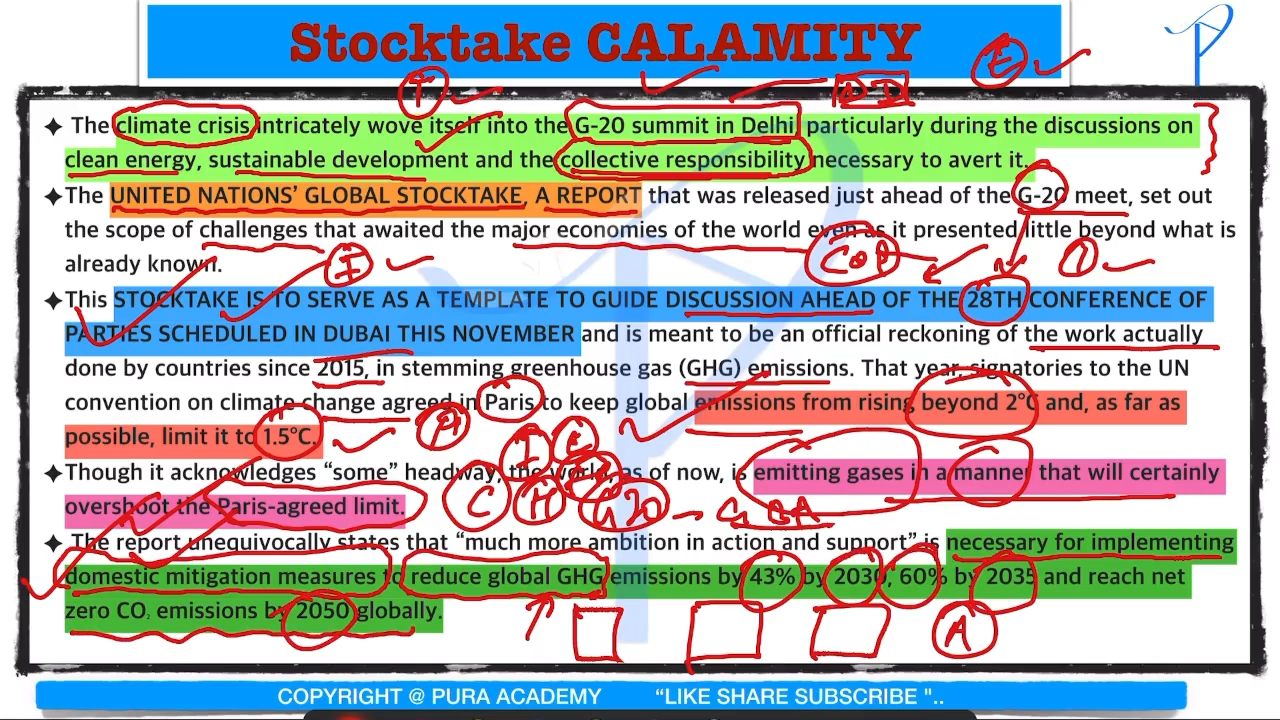 Stocktake CALAMITY
E
T
The climate crisis intricately wove itself into the G-20 summit in Delhi, particularly during the discussions on
clean energy, sustainable development and the collective responsibility necessary to avert it.
The UNITED NATIONS' GLOBAL STOCKTAKE, A REPORT that was released just ahead of the G-20 meet, set out
the scope of challenges that awaited the major economies of the world even as it presented little beyond what is
already known.
I
COP
This STOCKTAKE IS TO SERVE AS A TEMPLATE TO GUIDE DISCUSSION AHEAD OF THE 28TH CONFERENCE OF
PARTIES SCHEDULED IN DUBAI THIS NOVEMBER and is meant to be an official reckoning of the work actually
done by countries since 2015, in stemming greenhouse gas (GHG) emissions. That year, signatories to the UN
convention on climate change agreed in Paris to keep global emissions from rising beyond 2°C and, as far as
possible, limit it to 1.5°C.
I E
Though it acknowledges "some" headway, the world, as of now, is emitting gases in a manner that will certainly
overshoot the Paris-agreed limit.
C H G20 - GBA
The report unequivocally states that "much more ambition in action and support" is necessary for implementing
domestic mitigation measures to reduce global GHG emissions by 43% by 2030, 60% by 2035 and reach net
zero CO₂ emissions by 2050 globally.
A
COPYRIGHT @ PURA ACADEMY "LIKE SHARE SUBSCRIBE "..